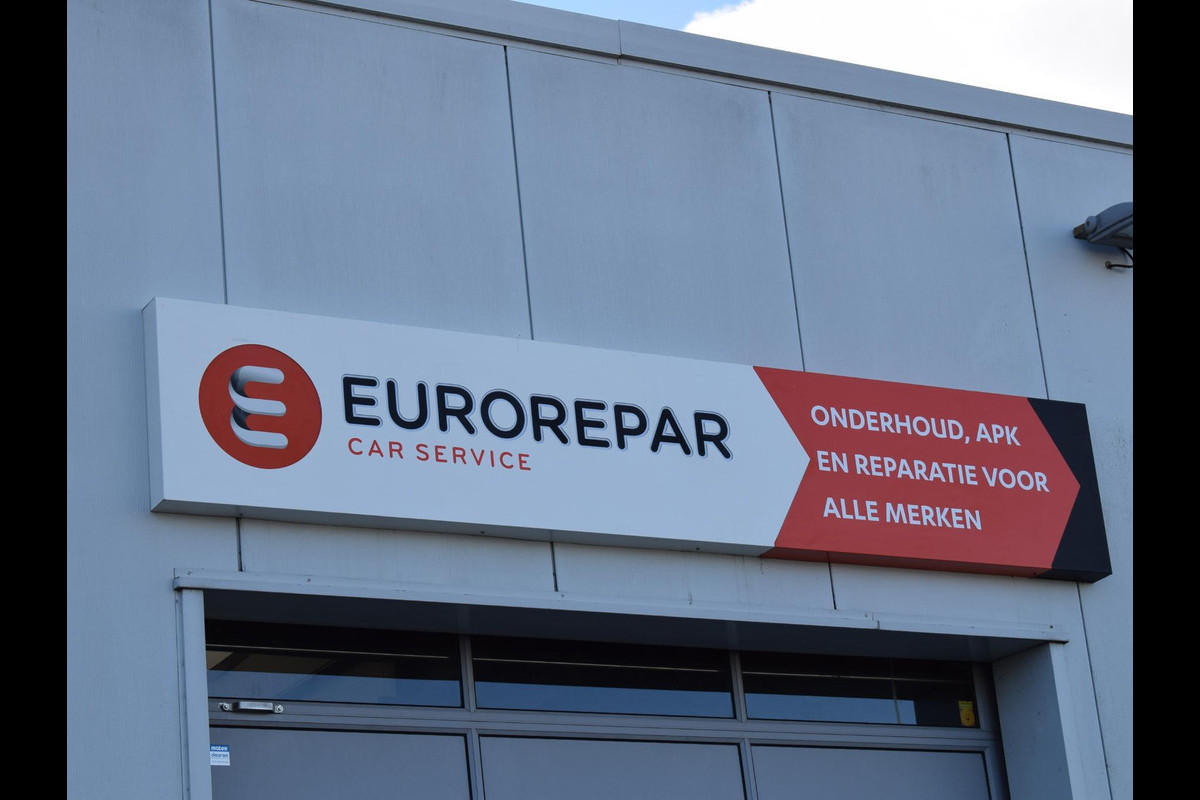 EUROREPAR
CAR SERVICE
ONDERHOUD, APK
EN REPARATIE VOOR
ALLE MERKEN